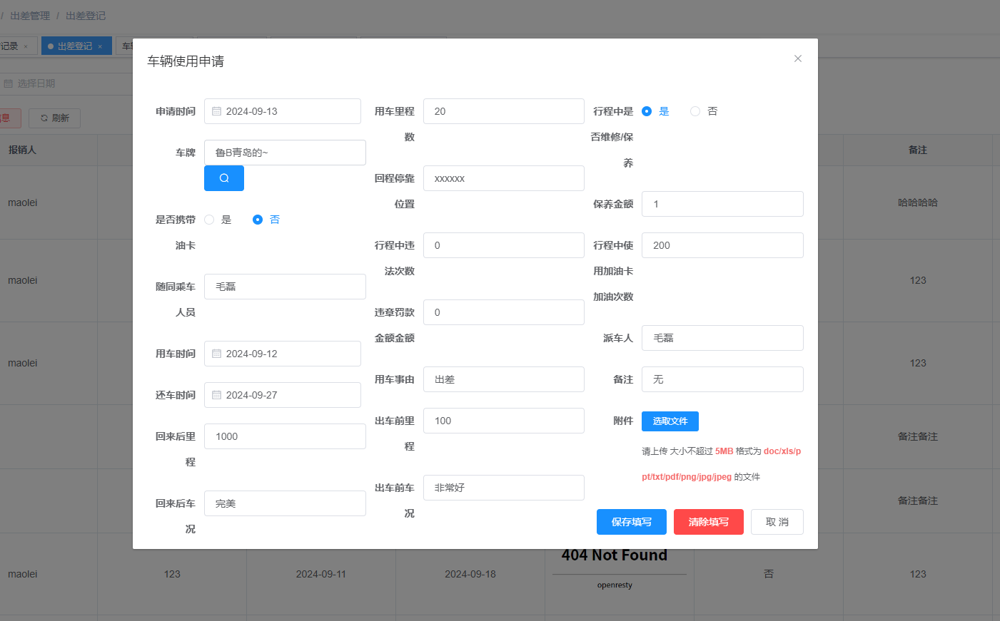 / 出差管理 / 出差登记
记录 ×
出差登记 ×
选择日期
刷新
报销人
备注
maolei
哈哈哈哈
maolei
123
maolei
123
备注备注
备注备注
maolei 123 2024-09-11 2024-09-18
404 Not Found
openresty
否 123
车辆使用申请
申请时间 2024-09-13
车牌 鲁B青岛的~
是否携带
油卡
是 否
随同乘车
人员
毛磊
用车时间 2024-09-12
还车时间 2024-09-27
回来后里
程
1000
回来后车
况
完美
用车里程
数
20
回程停靠
位置
xxxxxx
行程中违
法次数
0
违章罚款
金额金额
0
用车事由 出差
出车前里
程
100
出车前车
况
非常好
行程中是
否维修/保
养
是 否
保养金额 1
行程中使
用加油卡
加油次数
200
派车人 毛磊
备注 无
附件 选取文件
请上传 大小不超过 5MB 格式为 doc/xls/p
pt/txt/pdf/png/jpg/jpeg 的文件
保存填写 清除填写 取 消